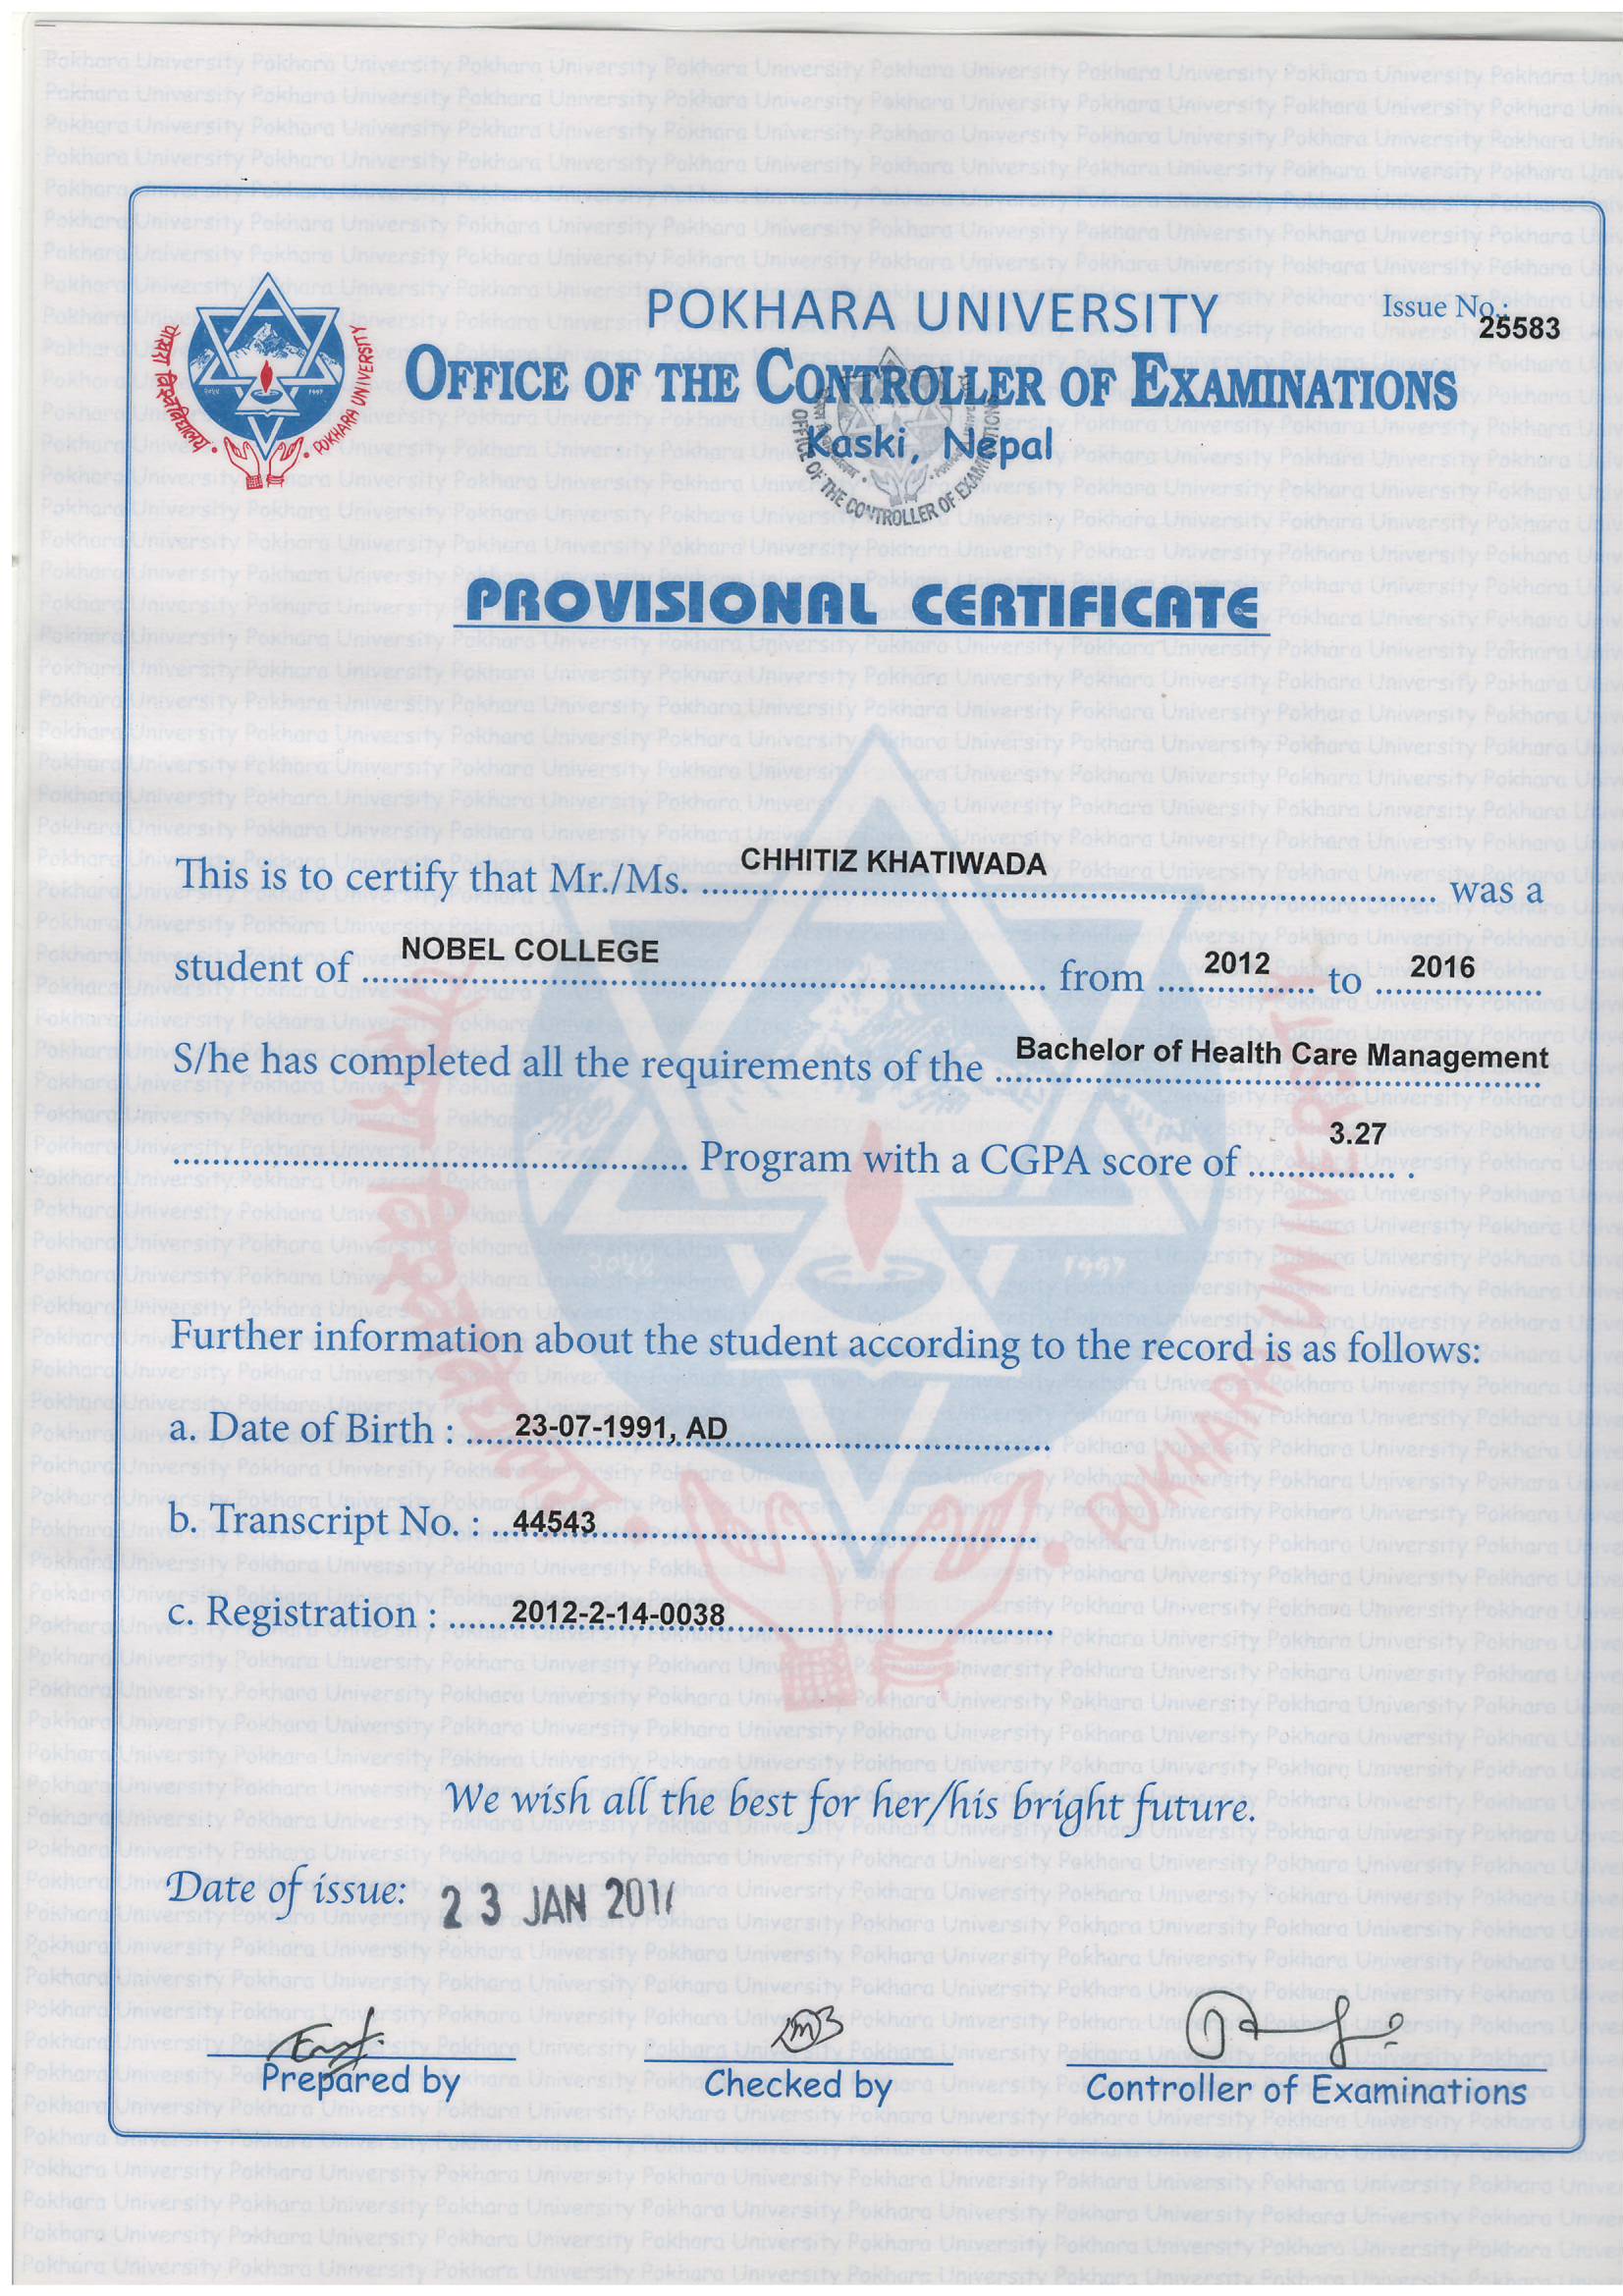 POKHARA UNIVERSITY
Issue No.:
25583
OFFICE OF THE CONTROLLER OF EXAMINATIONS
Kaski, Nepal
पोखरा विश्वविद्यालय
POKHARA UNIVERSITY
1997
OFFICE OF THE CONTROLLER OF EXAMINATIONS
PROVISIONAL CERTIFICATE
This is to certify that Mr./Ms. CHHITIZ KHATIWADA was a
student of NOBEL COLLEGE from 2012 to 2016
S/he has completed all the requirements of the Bachelor of Health Care Management
Program with a CGPA score of 3.27 .
Further information about the student according to the record is as follows:
a. Date of Birth : 23-07-1991, AD
b. Transcript No. : 44543
c. Registration : 2012-2-14-0038
We wish all the best for her/his bright future.
Date of issue: 23 JAN
Prepared by
Checked by
Controller of Examinations